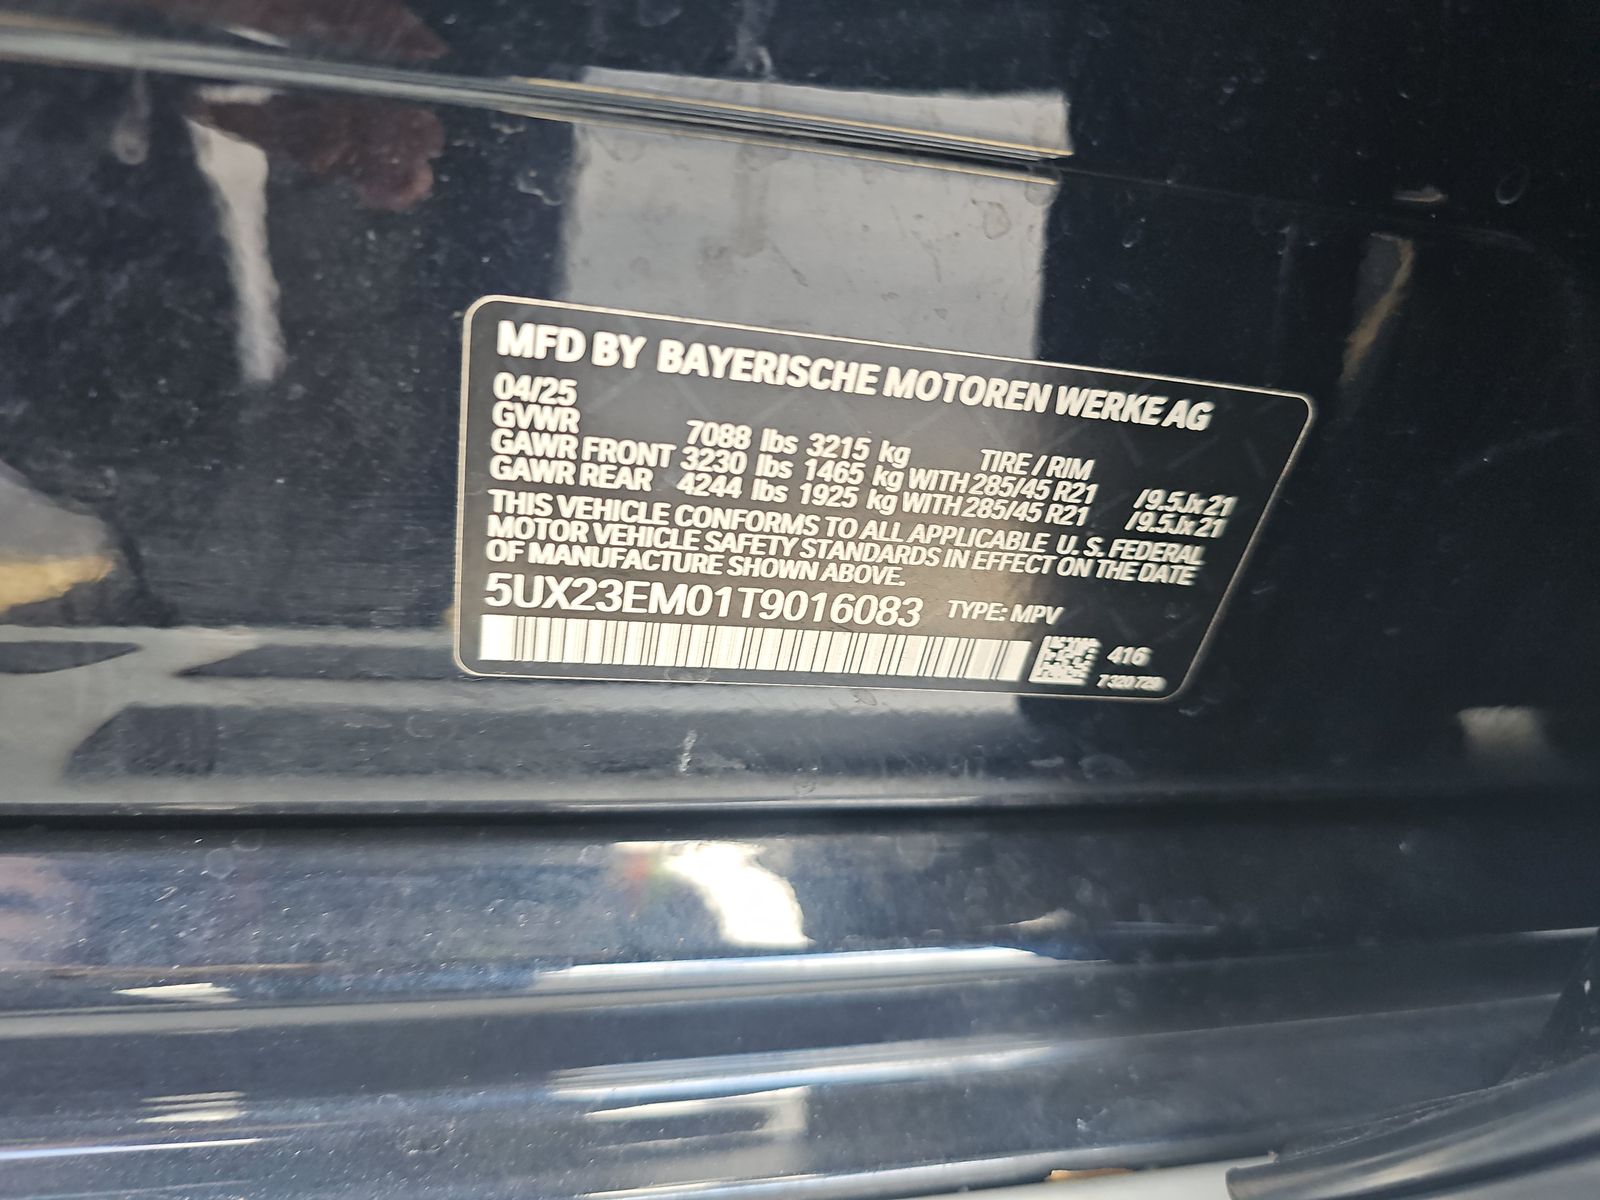 MFD BY BAYERISCHE MOTOREN WERKE AG
04/25
GVWR 7088 lbs 3215 kg TIRE / RIM
GAWR FRONT 3230 lbs 1465 kg WITH 285/45 R21 / 9.5Jx21
GAWR REAR 4244 lbs 1925 kg WITH 285/45 R21 / 9.5Jx21
THIS VEHICLE CONFORMS TO ALL APPLICABLE U. S. FEDERAL
MOTOR VEHICLE SAFETY STANDARDS IN EFFECT ON THE DATE
OF MANUFACTURE SHOWN ABOVE.
5UX23EM01T9016083 TYPE: MPV
416